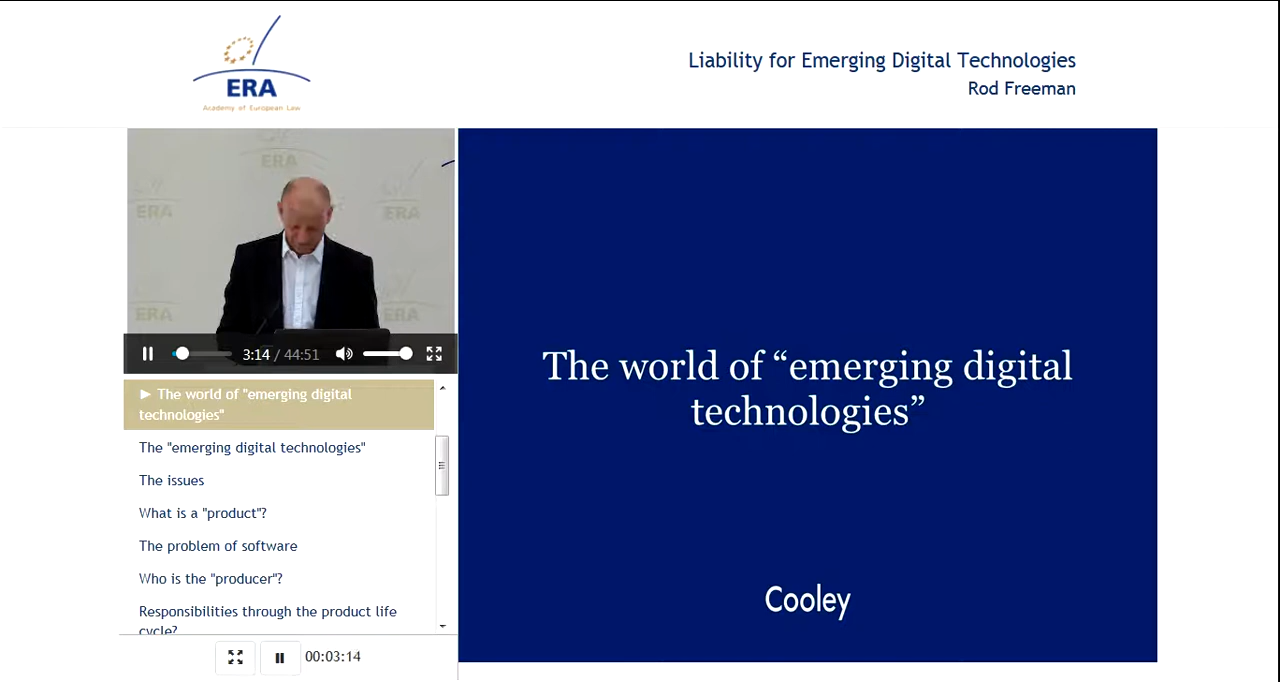 ERA
Academy of European Law
Liability for Emerging Digital Technologies
Rod Freeman
ERA
ERA
ERA
ERA
ERA
3:14 / 44:51
► The world of "emerging digital
technologies"
The "emerging digital technologies"
The issues
What is a "product"?
The problem of software
Who is the "producer"?
Responsibilities through the product life
cycle?
00:03:14
The world of “emerging digital
technologies”
Cooley